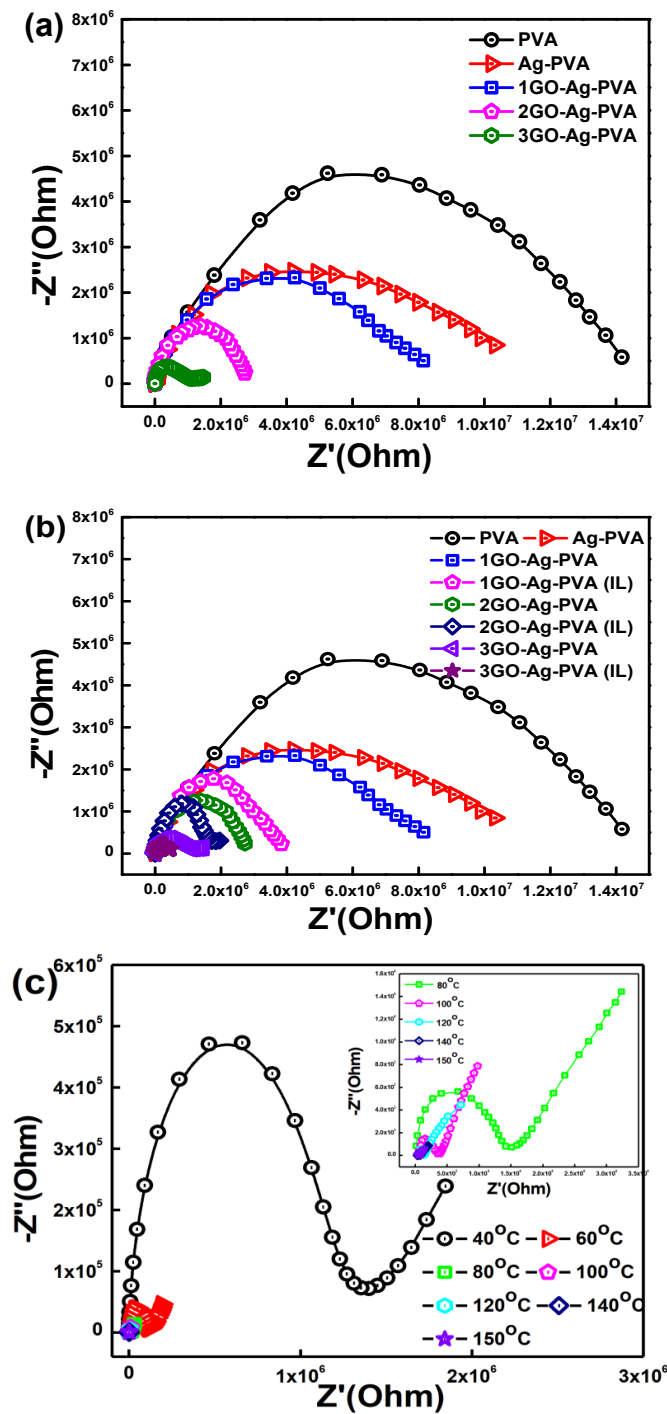 (a)
8x10⁶
7x10⁶
6x10⁶
5x10⁶
4x10⁶
3x10⁶
2x10⁶
1x10⁶
0
-Z''(Ohm)
PVA
Ag-PVA
1GO-Ag-PVA
2GO-Ag-PVA
3GO-Ag-PVA
0.0 2.0x10⁶ 4.0x10⁶ 6.0x10⁶ 8.0x10⁶ 1.0x10⁷ 1.2x10⁷ 1.4x10⁷
Z'(Ohm)
(b)
8x10⁶
7x10⁶
6x10⁶
5x10⁶
4x10⁶
3x10⁶
2x10⁶
1x10⁶
0
-Z''(Ohm)
PVA Ag-PVA
1GO-Ag-PVA
1GO-Ag-PVA (IL)
2GO-Ag-PVA
2GO-Ag-PVA (IL)
3GO-Ag-PVA
3GO-Ag-PVA (IL)
0.0 2.0x10⁶ 4.0x10⁶ 6.0x10⁶ 8.0x10⁶ 1.0x10⁷ 1.2x10⁷ 1.4x10⁷
Z'(Ohm)
(c)
6x10⁵
5x10⁵
4x10⁵
3x10⁵
2x10⁵
1x10⁵
0
-Z''(Ohm)
80°C
100°C
120°C
140°C
150°C
-Z''(Ohm)
0.0
Z'(Ohm)
40°C 60°C
80°C 100°C
120°C 140°C
150°C
0 1x10⁶ 2x10⁶ 3x10⁶
Z'(Ohm)